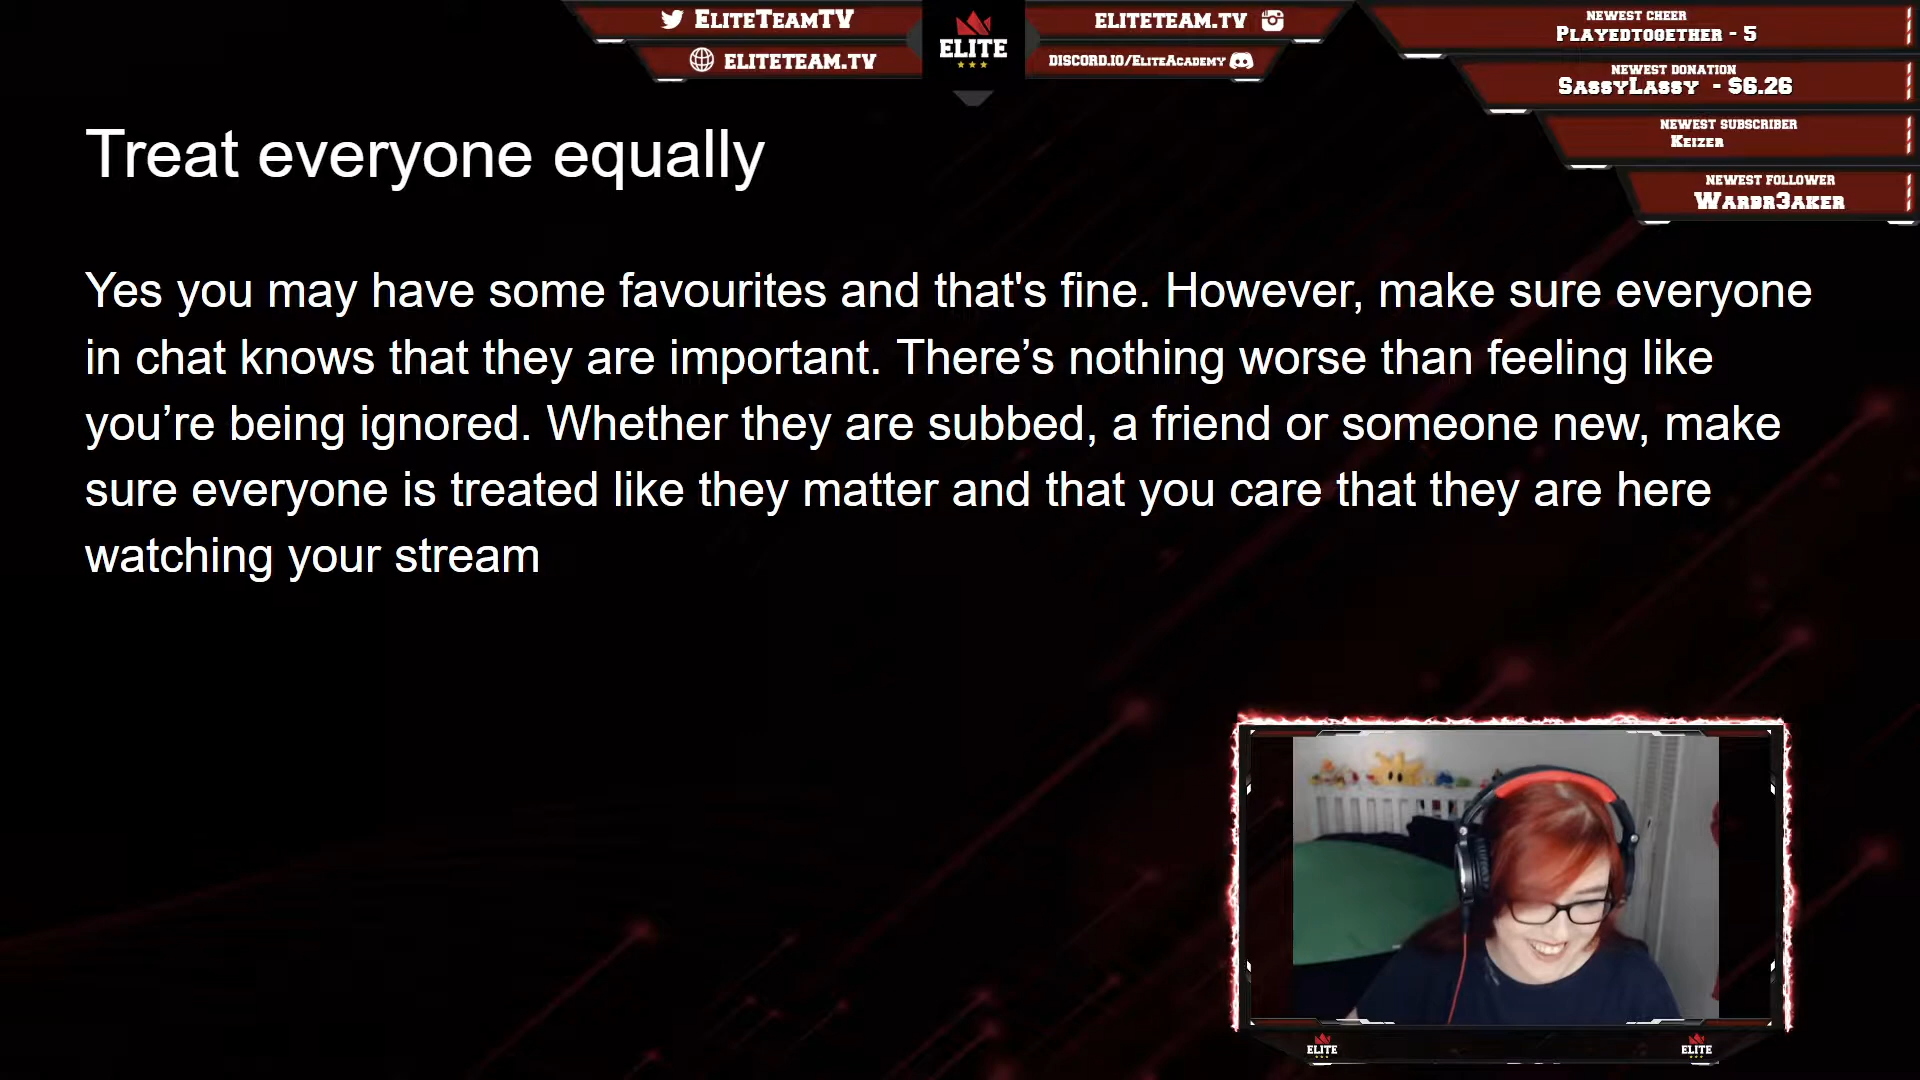 EliteTeamTV
eliteteam.tv
ELITE
eliteteam.tv
discord.io/EliteAcademy
Newest Cheer
Playedtogether - 5
Newest Donation
SassyLassy - $6.26
Newest Subscriber
Keizer
Newest Follower
Warbr3aker
Treat everyone equally
Yes you may have some favourites and that's fine. However, make sure everyone
in chat knows that they are important. There’s nothing worse than feeling like
you’re being ignored. Whether they are subbed, a friend or someone new, make
sure everyone is treated like they matter and that you care that they are here
watching your stream
ELITE
ELITE